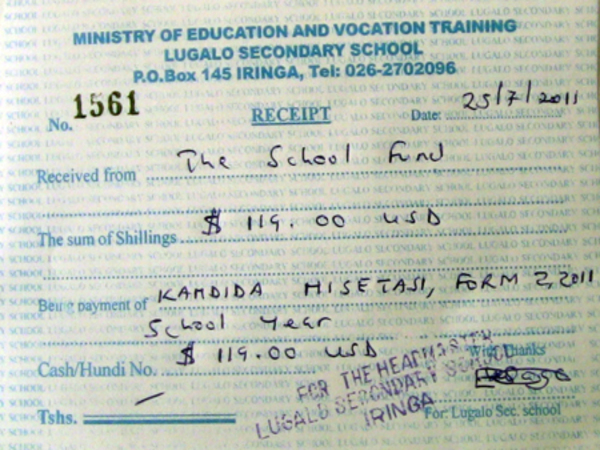 MINISTRY OF EDUCATION AND VOCATION TRAINING
LUGALO SECONDARY SCHOOL
P.O.Box 145 IRINGA, Tel: 026-2702096
No. 1561 RECEIPT Date: 25/7/2011
Received from The School Fund
The sum of Shillings $ 119.00 USD
Being payment of KANDIDA MISETASI, FORM 2, 2011
School Year
Cash/Hundi No. $ 119.00 USD With Thanks
FOR THE HEADMASTER
LUGALO SECONDARY SCHOOL
IRINGA
Tshs. For: Lugalo Sec. school